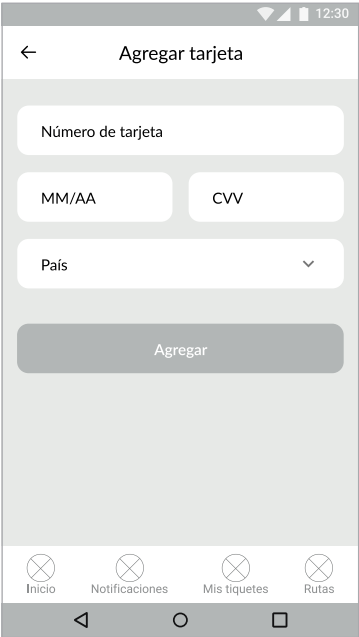 12:30
Agregar tarjeta
Número de tarjeta
MM/AA CVV
País
Agregar
Inicio Notificaciones Mis tiquetes Rutas